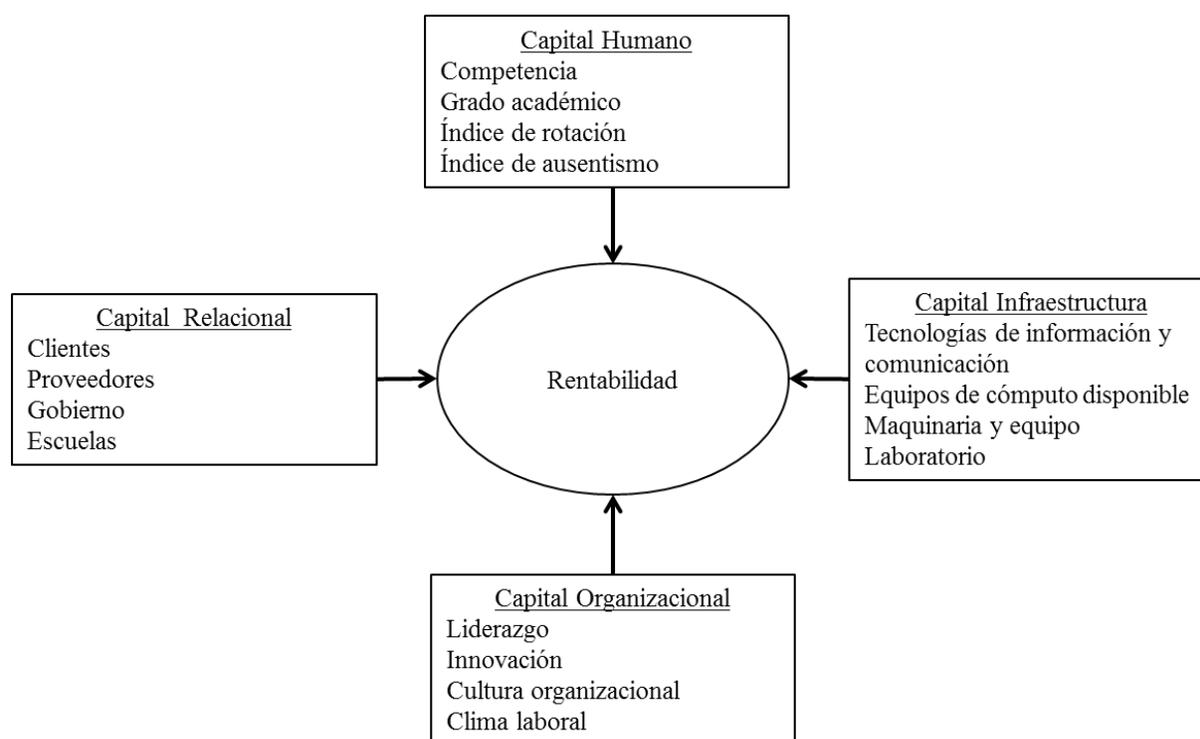 Capital Humano
Competencia
Grado académico
Índice de rotación
Índice de ausentismo
Capital Relacional
Clientes
Proveedores
Gobierno
Escuelas
Rentabilidad
Capital Infraestructura
Tecnologías de información y
comunicación
Equipos de cómputo disponible
Maquinaria y equipo
Laboratorio
Capital Organizacional
Liderazgo
Innovación
Cultura organizacional
Clima laboral